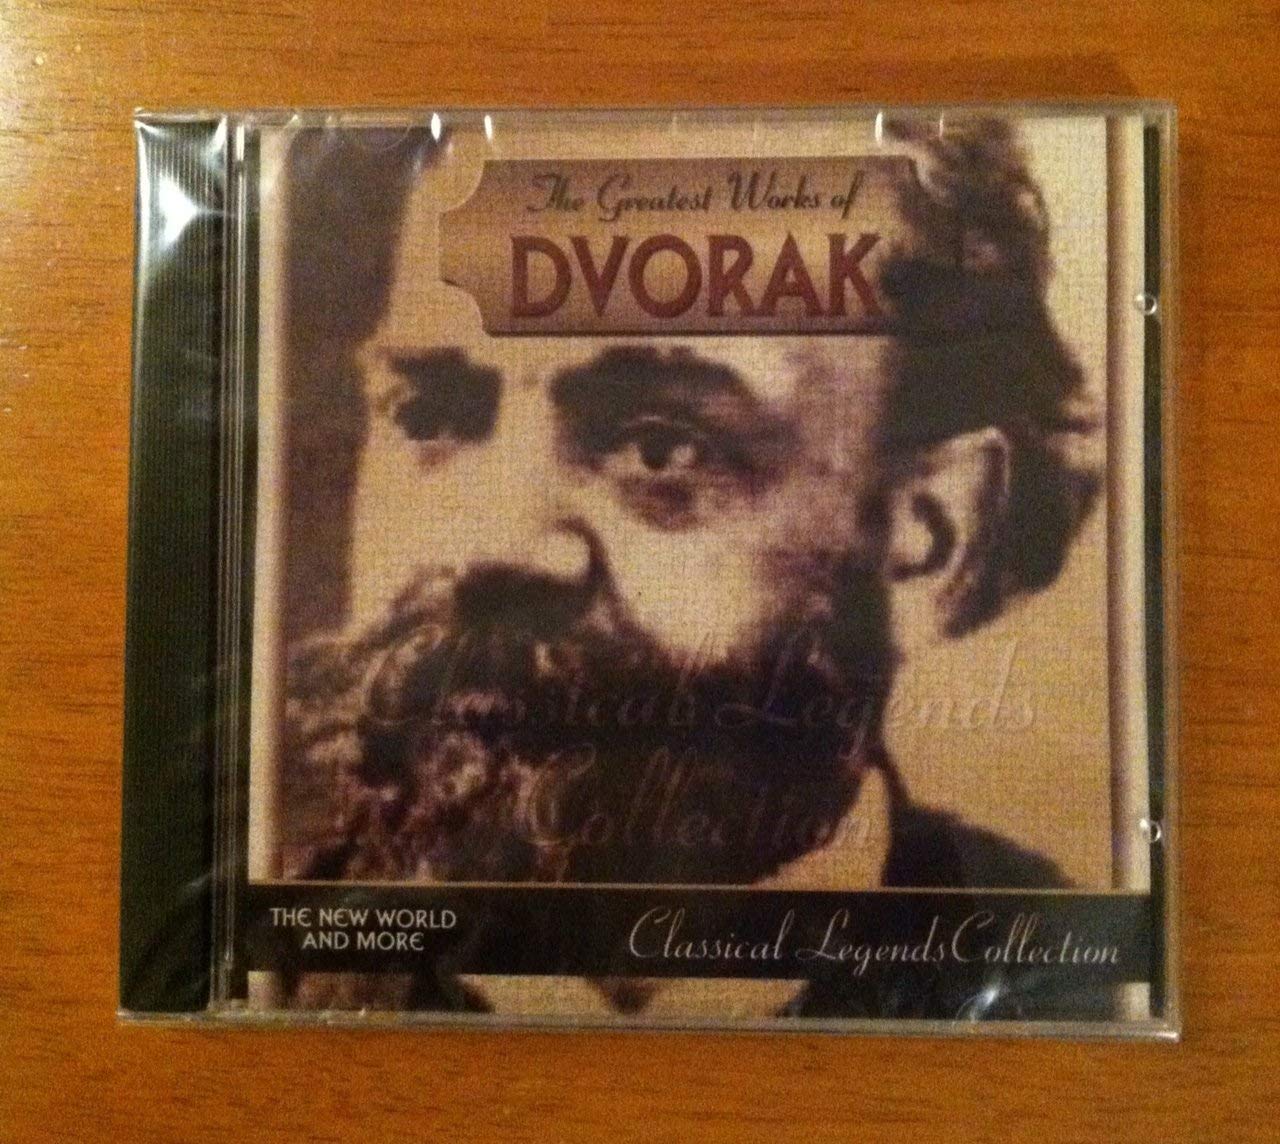 The Greatest Works of
DVORAK
Classical Legends
Collection
THE NEW WORLD
AND MORE
Classical Legends Collection